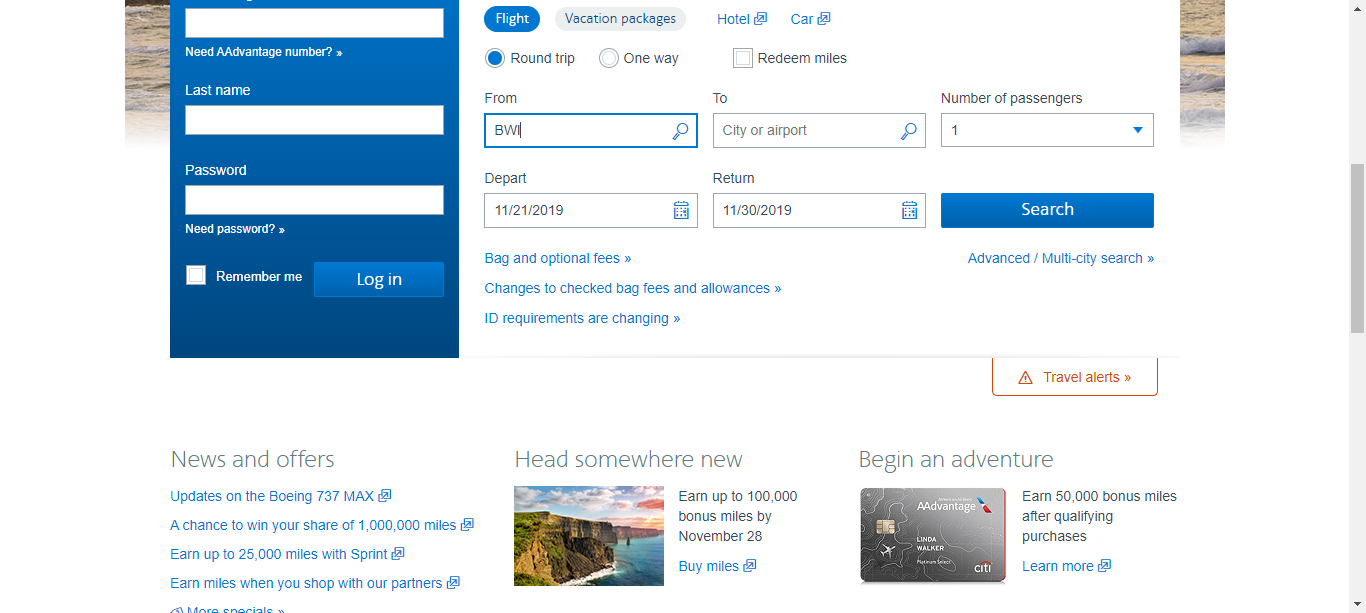 Need AAdvantage number? »
Last name
Password
Need password? »
Remember me
Log in
Flight
Vacation packages
Hotel
Car
Round trip
One way
Redeem miles
From
To
Number of passengers
BWI
City or airport
1
Depart
Return
11/21/2019
11/30/2019
Search
Bag and optional fees »
Advanced / Multi-city search »
Changes to checked bag fees and allowances »
ID requirements are changing »
Travel alerts »
News and offers
Updates on the Boeing 737 MAX
A chance to win your share of 1,000,000 miles
Earn up to 25,000 miles with Sprint
Earn miles when you shop with our partners
More specials »
Head somewhere new
Earn up to 100,000
bonus miles by
November 28
Buy miles
Begin an adventure
AAdvantage
LINDA
WALKER
Platinum Select
citi
Earn 50,000 bonus miles
after qualifying
purchases
Learn more